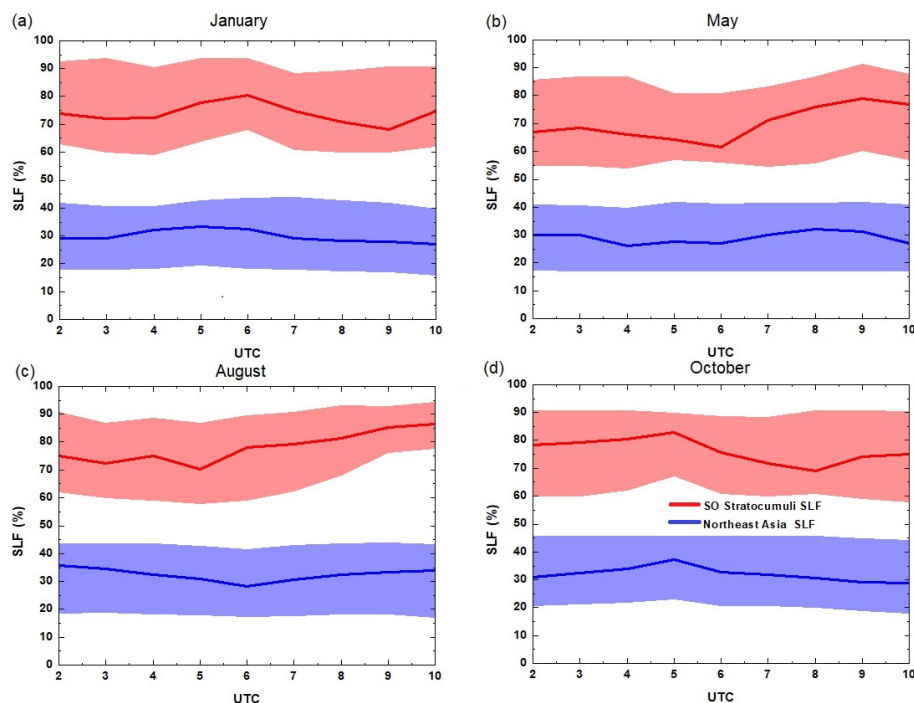 (a) January
SLF (%)
100
90
80
70
60
50
40
30
20
10
0
2 3 4 5 6 7 8 9 10
UTC
(b) May
SLF (%)
100
90
80
70
60
50
40
30
20
10
0
2 3 4 5 6 7 8 9 10
UTC
(c) August
SLF (%)
100
90
80
70
60
50
40
30
20
10
0
2 3 4 5 6 7 8 9 10
UTC
(d) October
SLF (%)
100
90
80
70
60
50
40
30
20
10
0
SO Stratocumuli SLF
Northeast Asia SLF
2 3 4 5 6 7 8 9 10
UTC